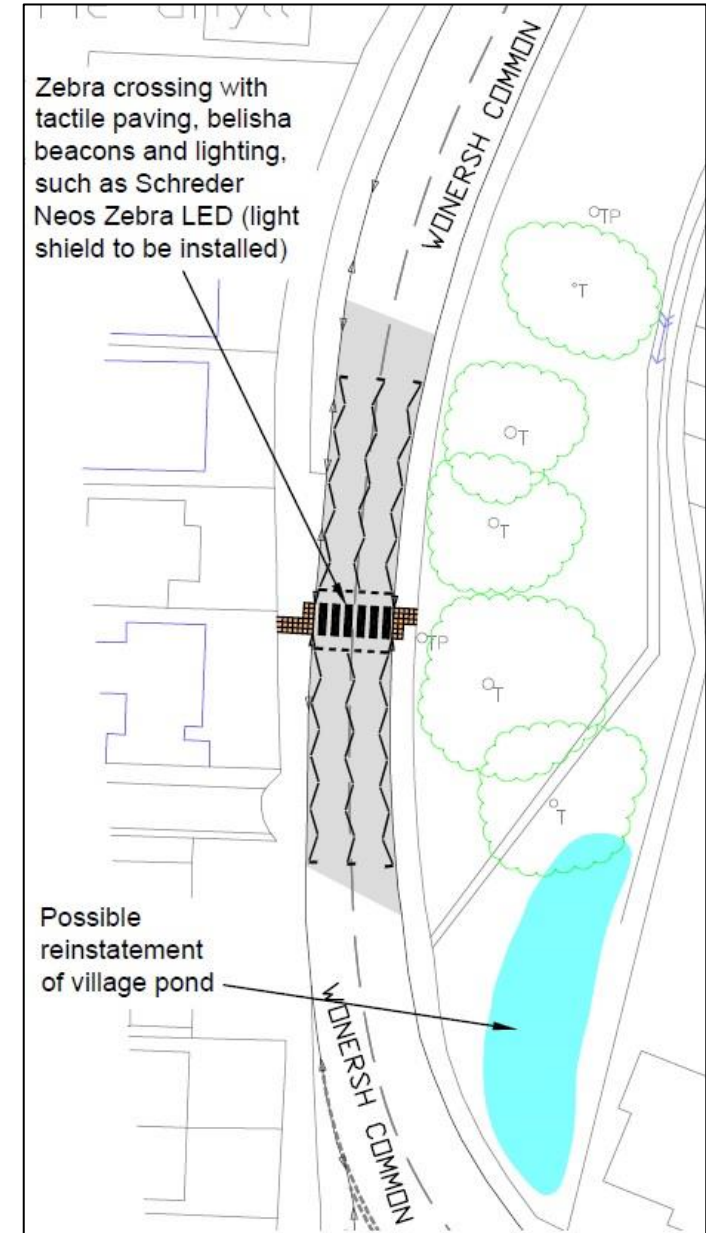 Zebra crossing with
tactile paving, belisha
beacons and lighting,
such as Schreder
Neos Zebra LED (light
shield to be installed)
WONERSH COMMON
TP
T
T
T
TP
T
T
Possible
reinstatement
of village pond
WONERSH COMMON